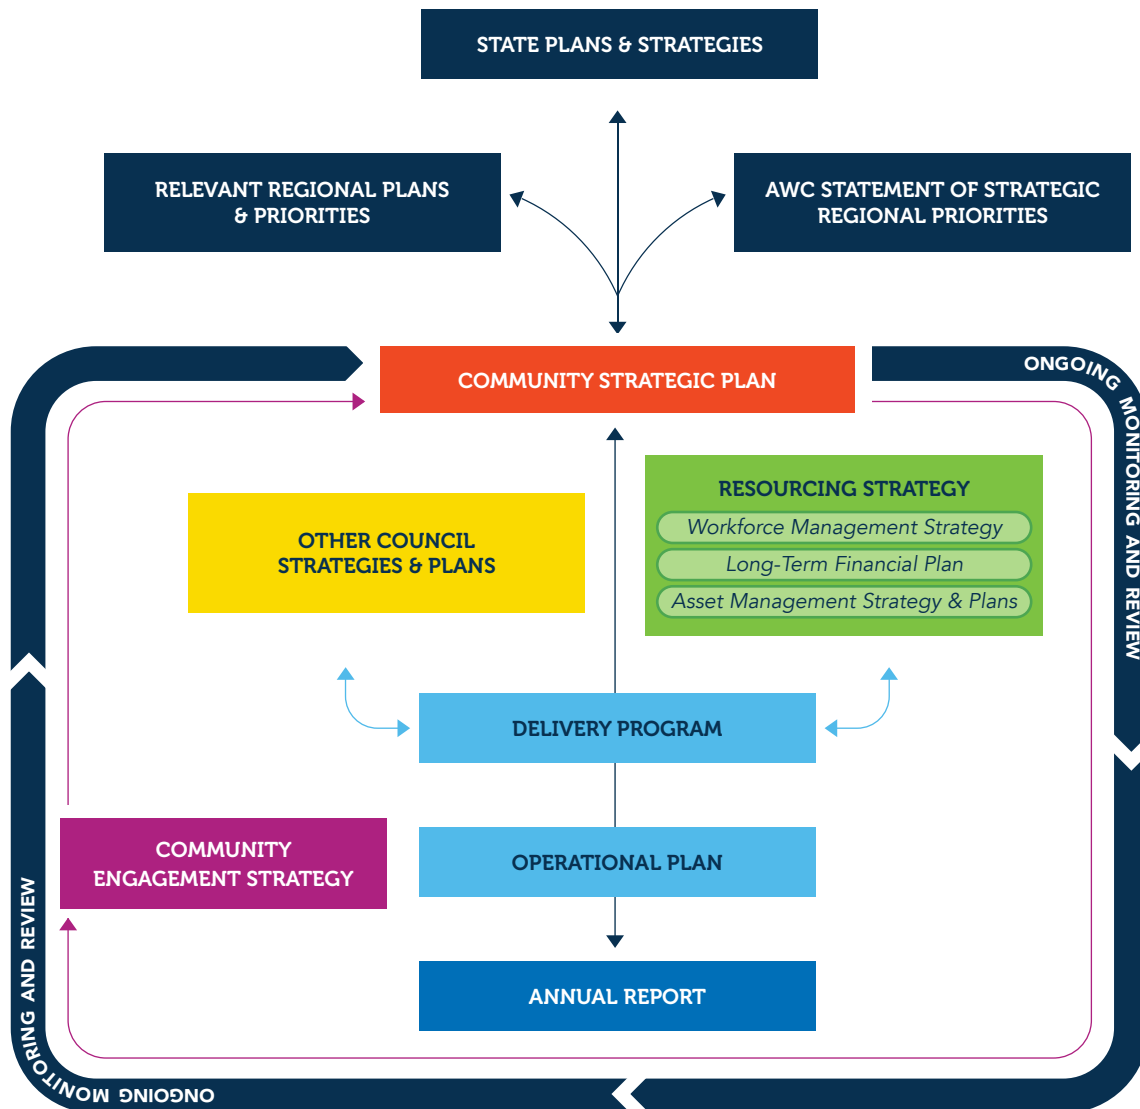 STATE PLANS & STRATEGIES
RELEVANT REGIONAL PLANS
& PRIORITIES
AWC STATEMENT OF STRATEGIC
REGIONAL PRIORITIES
COMMUNITY STRATEGIC PLAN
ONGOING MONITORING AND REVIEW
RESOURCING STRATEGY
Workforce Management Strategy
Long-Term Financial Plan
Asset Management Strategy & Plans
OTHER COUNCIL
STRATEGIES & PLANS
DELIVERY PROGRAM
COMMUNITY
ENGAGEMENT STRATEGY
OPERATIONAL PLAN
ANNUAL REPORT
ONGOING MONITORING AND REVIEW